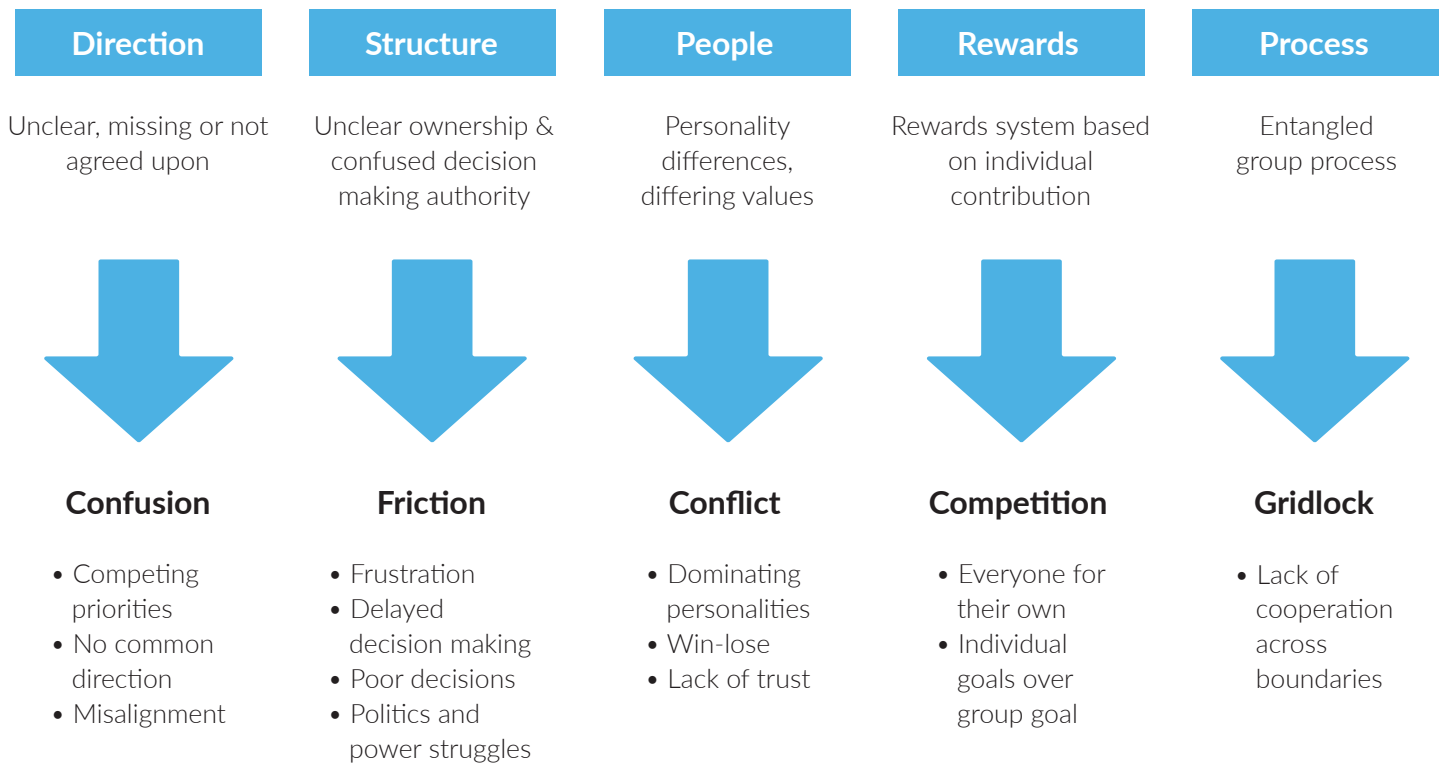 Direction
Structure
People
Rewards
Process
Unclear, missing or not
agreed upon
Unclear ownership &
confused decision
making authority
Personality
differences,
differing values
Rewards system based
on individual
contribution
Entangled
group process
Confusion
• Competing
priorities
• No common
direction
• Misalignment
Friction
• Frustration
• Delayed
decision making
• Poor decisions
• Politics and
power struggles
Conflict
• Dominating
personalities
• Win-lose
• Lack of trust
Competition
• Everyone for
their own
• Individual
goals over
group goal
Gridlock
• Lack of
cooperation
across
boundaries